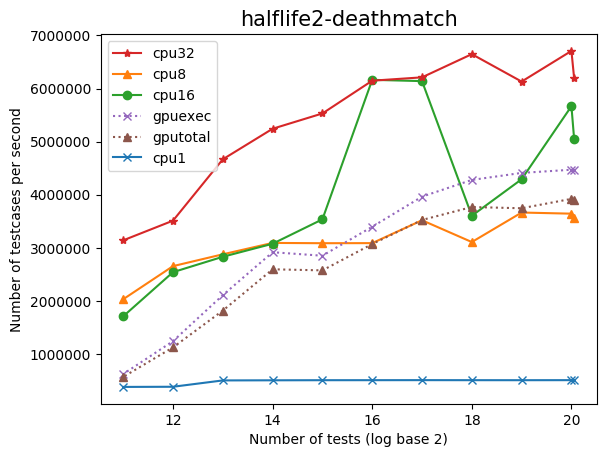 halflife2-deathmatch
Number of testcases per second
7000000
6000000
5000000
4000000
3000000
2000000
1000000
cpu32
cpu8
cpu16
gpuexec
gputotal
cpu1
12
14
16
18
20
Number of tests (log base 2)